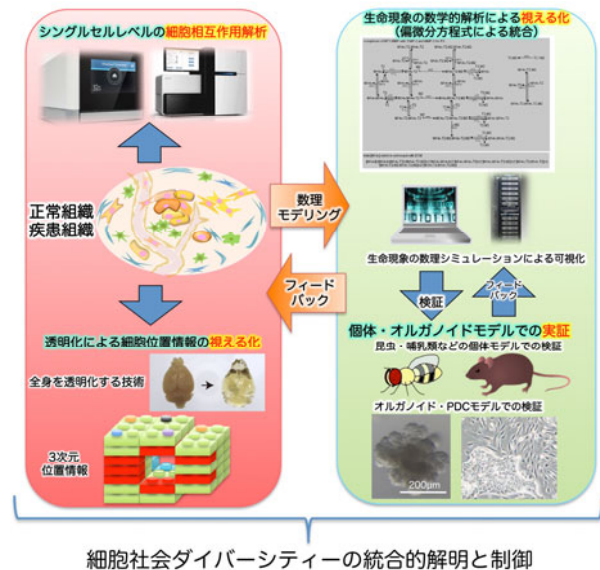 シングルセルレベルの細胞相互作用解析
正常組織
疾患組織
透明化による細胞位置情報の視える化
全身を透明化する技術
3次元
位置情報
数理
モデリング
フィード
バック
生命現象の数学的解析による視える化
(偏微分方程式による統合)
生命現象の数理シミュレーションによる可視化
検証
フィード
バック
個体・オルガノイドモデルでの実証
昆虫・哺乳類などの個体モデルでの検証
オルガノイド・PDCモデルでの検証
200μm
細胞社会ダイバーシティーの統合的解明と制御